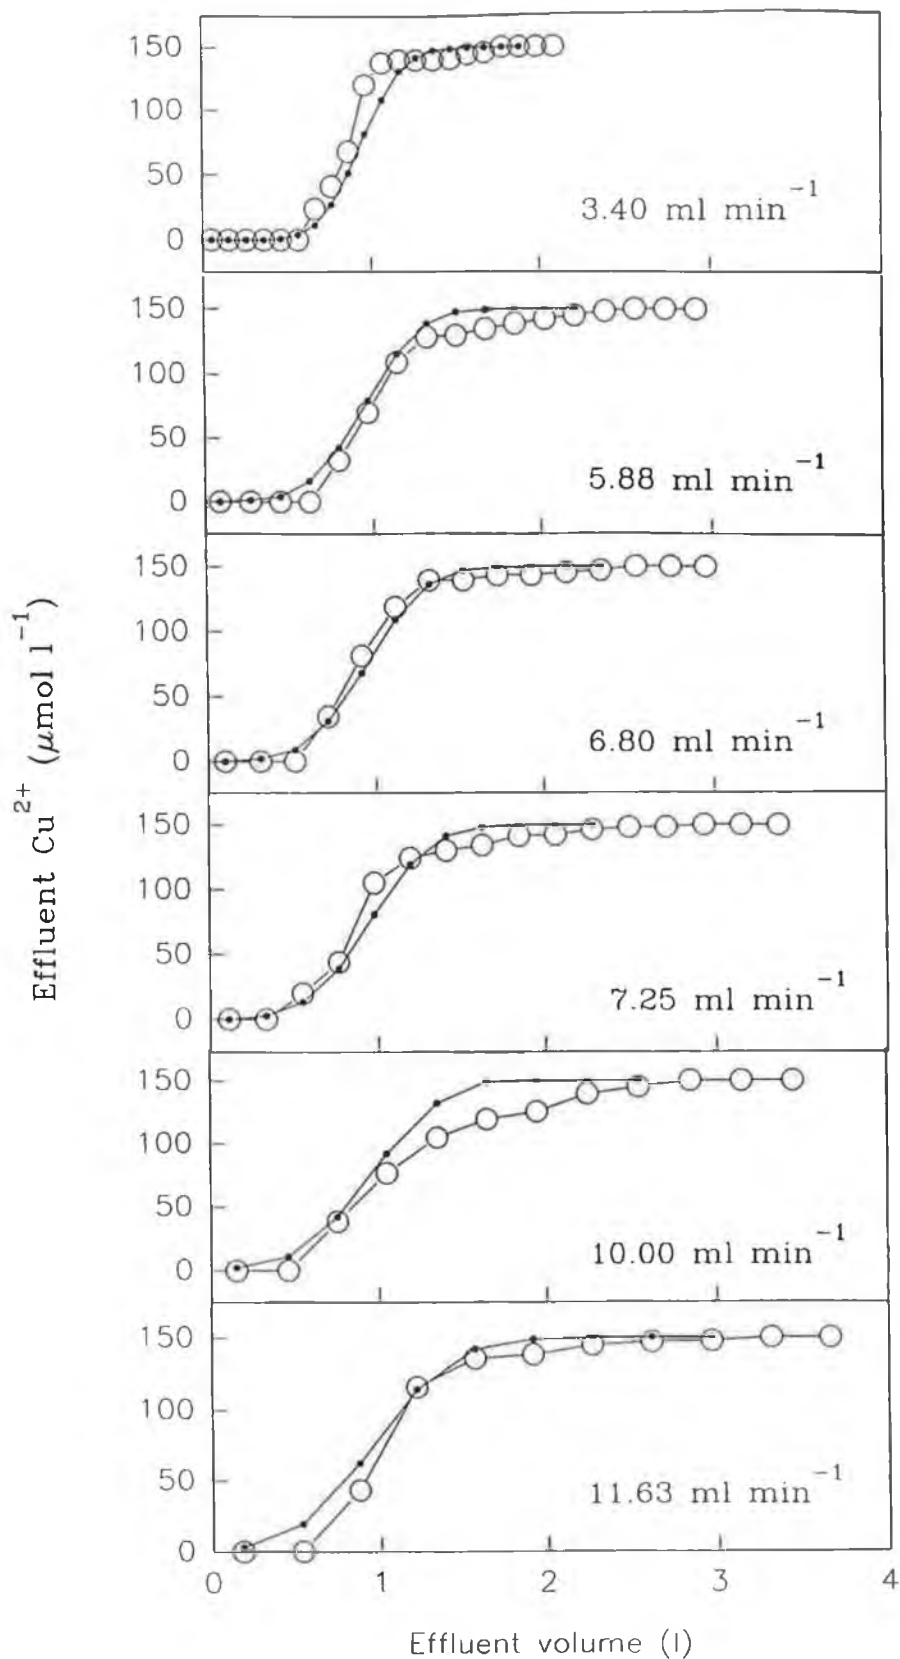 150
100
50
0
3.40 ml min⁻¹
150
100
50
0
5.88 ml min⁻¹
150
100
50
0
6.80 ml min⁻¹
150
100
50
0
7.25 ml min⁻¹
150
100
50
0
10.00 ml min⁻¹
150
100
50
0
11.63 ml min⁻¹
0 1 2 3 4
Effluent volume (l)
Effluent Cu²⁺ (μmol l⁻¹)